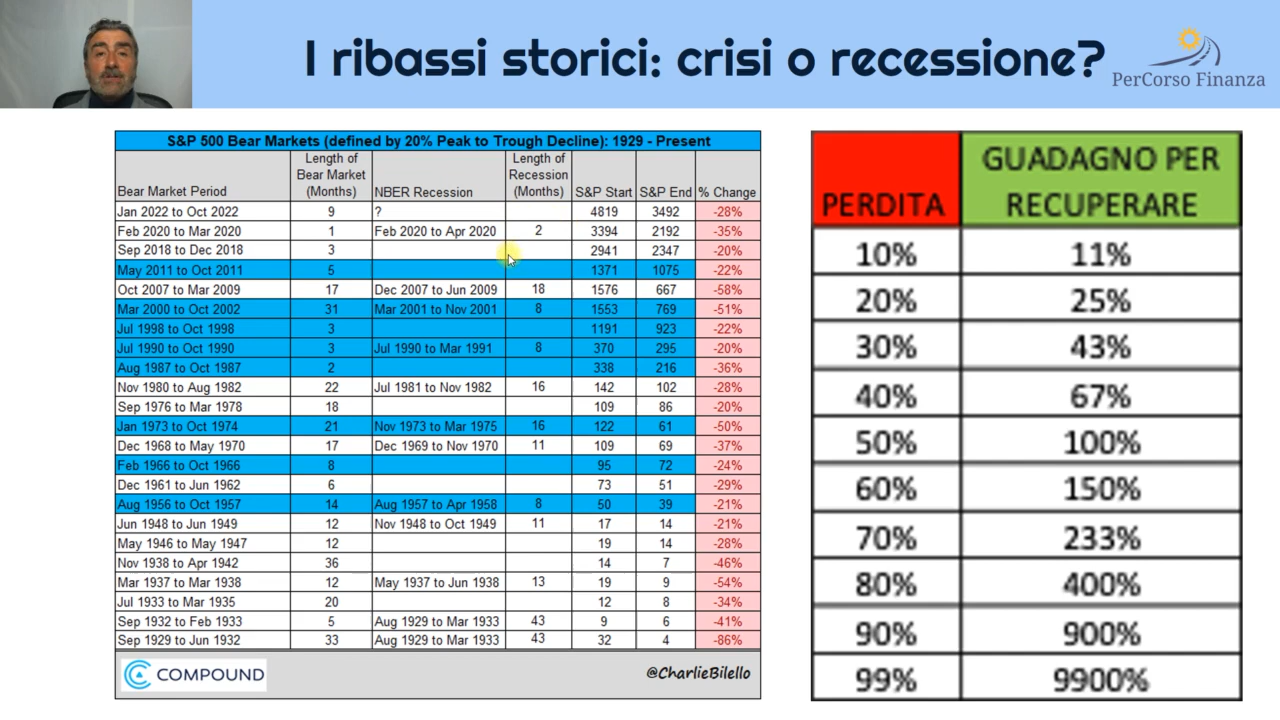 I ribassi storici: crisi o recessione?
PerCorso Finanza
S&P 500 Bear Markets (defined by 20% Peak to Trough Decline): 1929 - Present
Bear Market Period Length of Bear Market (Months) NBER Recession Length of Recession (Months) S&P Start S&P End % Change
Jan 2022 to Oct 2022 9 ? 4819 3492 -28%
Feb 2020 to Mar 2020 1 Feb 2020 to Apr 2020 2 3394 2192 -35%
Sep 2018 to Dec 2018 3 2941 2347 -20%
May 2011 to Oct 2011 5 1371 1075 -22%
Oct 2007 to Mar 2009 17 Dec 2007 to Jun 2009 18 1576 667 -58%
Mar 2000 to Oct 2002 31 Mar 2001 to Nov 2001 8 1553 769 -51%
Jul 1998 to Oct 1998 3 1191 923 -22%
Jul 1990 to Oct 1990 3 Jul 1990 to Mar 1991 8 370 295 -20%
Aug 1987 to Oct 1987 2 338 216 -36%
Nov 1980 to Aug 1982 22 Jul 1981 to Nov 1982 16 142 102 -28%
Sep 1976 to Mar 1978 18 109 86 -20%
Jan 1973 to Oct 1974 21 Nov 1973 to Mar 1975 16 122 61 -50%
Dec 1968 to May 1970 17 Dec 1969 to Nov 1970 11 109 69 -37%
Feb 1966 to Oct 1966 8 95 72 -24%
Dec 1961 to Jun 1962 6 73 51 -29%
Aug 1956 to Oct 1957 14 Aug 1957 to Apr 1958 8 50 39 -21%
Jun 1948 to Jun 1949 12 Nov 1948 to Oct 1949 11 17 14 -21%
May 1946 to May 1947 12 19 14 -28%
Nov 1938 to Apr 1942 36 14 7 -46%
Mar 1937 to Mar 1938 12 May 1937 to Jun 1938 13 19 9 -54%
Jul 1933 to Mar 1935 20 12 8 -34%
Sep 1932 to Feb 1933 5 Aug 1929 to Mar 1933 43 9 6 -41%
Sep 1929 to Jun 1932 33 Aug 1929 to Mar 1933 43 32 4 -86%
COMPOUND @CharlieBilello
PERDITA GUADAGNO PER RECUPERARE
10% 11%
20% 25%
30% 43%
40% 67%
50% 100%
60% 150%
70% 233%
80% 400%
90% 900%
99% 9900%